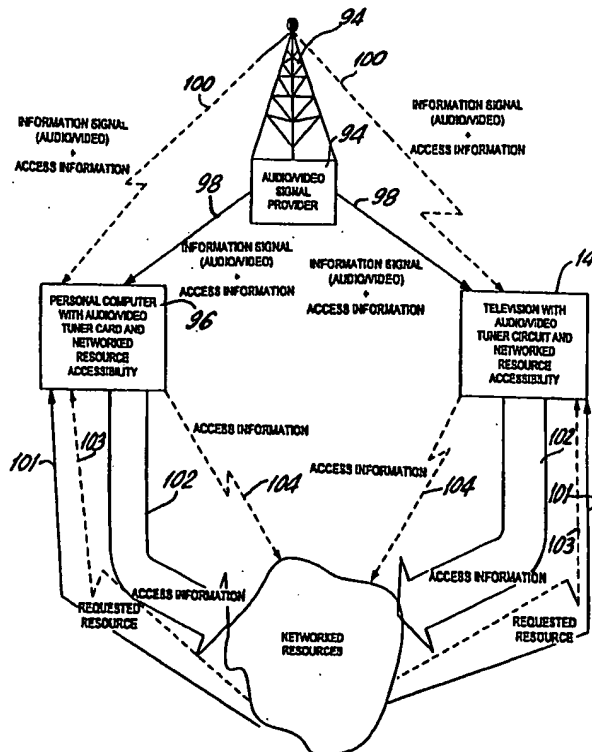 94
100
100
INFORMATION SIGNAL
(AUDIO/VIDEO)
+
ACCESS INFORMATION
INFORMATION SIGNAL
(AUDIO/VIDEO)
+
ACCESS INFORMATION
94
AUDIO/VIDEO
SIGNAL
PROVIDER
98
98
INFORMATION SIGNAL
(AUDIO/VIDEO)
+
ACCESS INFORMATION
INFORMATION SIGNAL
(AUDIO/VIDEO)
+
ACCESS INFORMATION
PERSONAL COMPUTER
WITH AUDIO/VIDEO
TUNER CARD AND
NETWORKED
RESOURCE
ACCESSIBILITY
96
14
TELEVISION WITH
AUDIO/VIDEO
TUNER CIRCUIT AND
NETWORKED
RESOURCE
ACCESSIBILITY
ACCESS INFORMATION
ACCESS INFORMATION
101
103
102
104
104
102
101
103
ACCESS INFORMATION
REQUESTED
RESOURCE
NETWORKED
RESOURCES
ACCESS INFORMATION
REQUESTED
RESOURCE